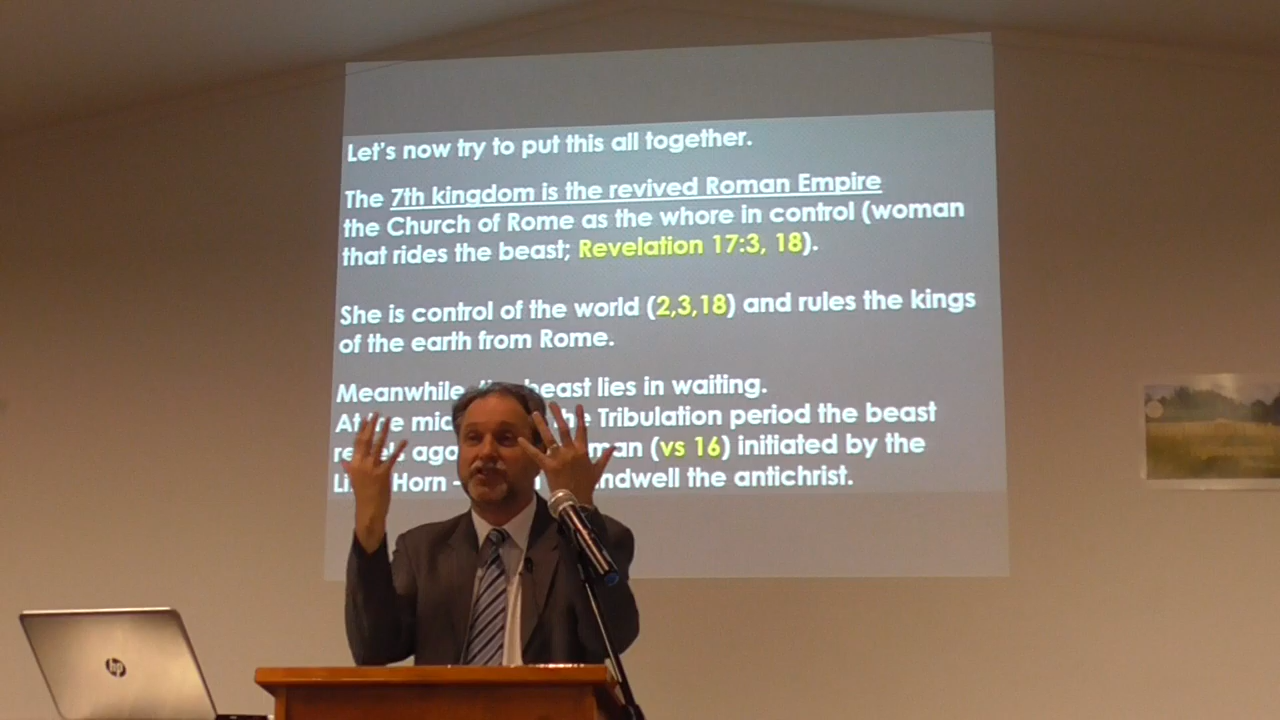 Let's now try to put this all together.
The 7th kingdom is the revived Roman Empire
the Church of Rome as the whore in control (woman
that rides the beast; Revelation 17:3, 18).
She is control of the world (2,3,18) and rules the kings
of the earth from Rome.
Meanwhile, beast lies in waiting.
Tribulation period the beast
(vs 16) initiated by the
Horn - the antichrist.
hp